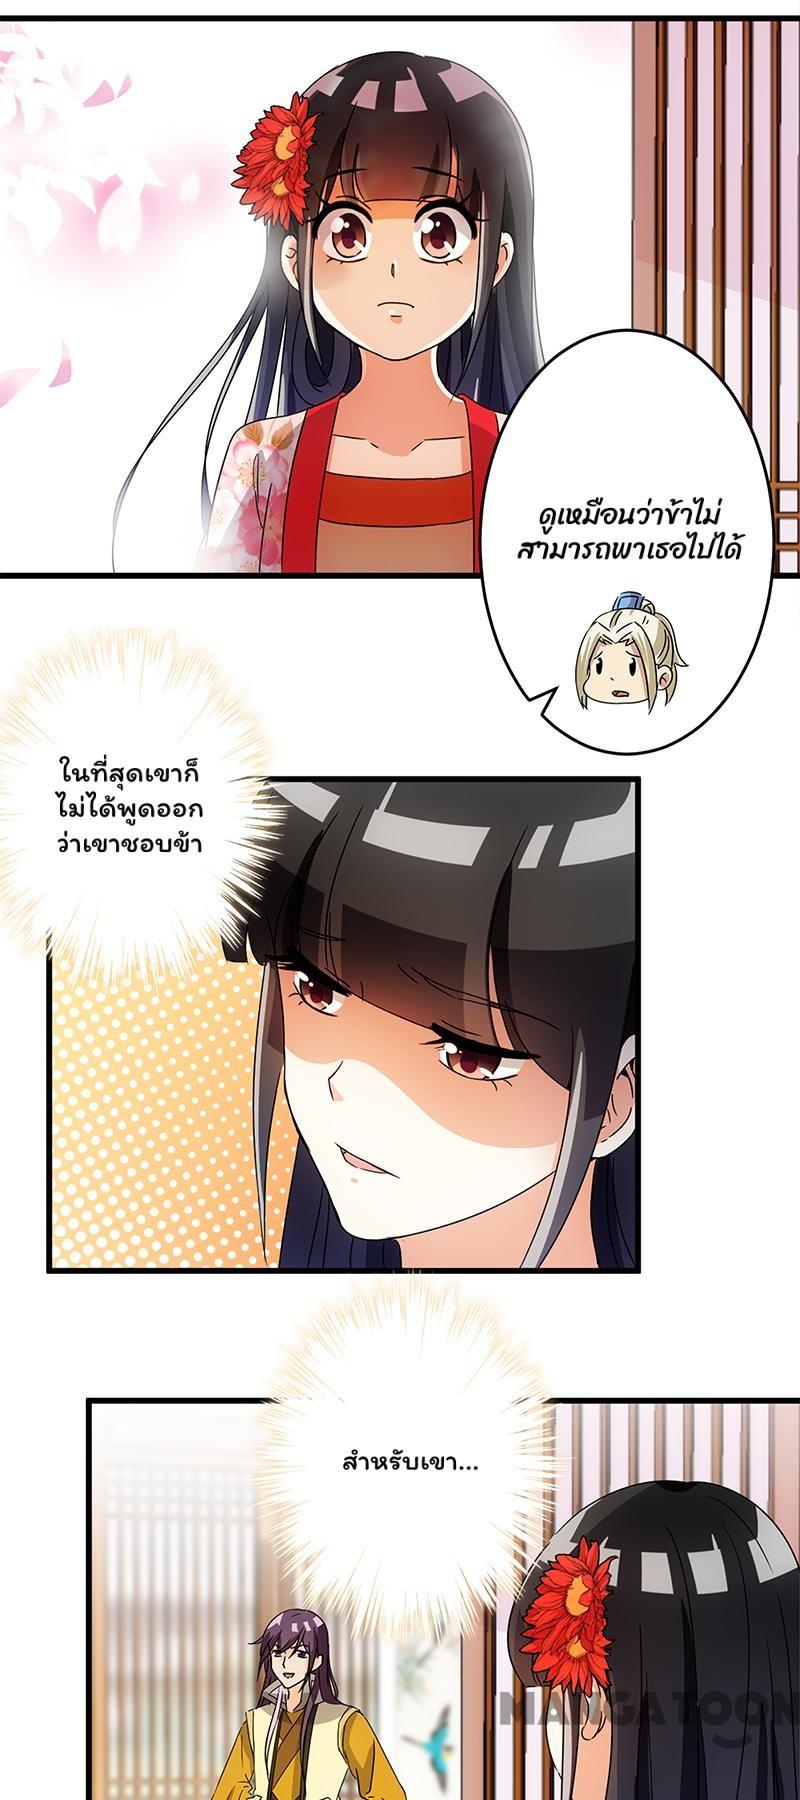 ดูเหมือนว่าข้าไม่
สามารถพาเธอไปได้
ในที่สุดเขาก็
ไม่ได้พูดออก
ว่าเขาชอบข้า
สำหรับเขา...
MANGATOON